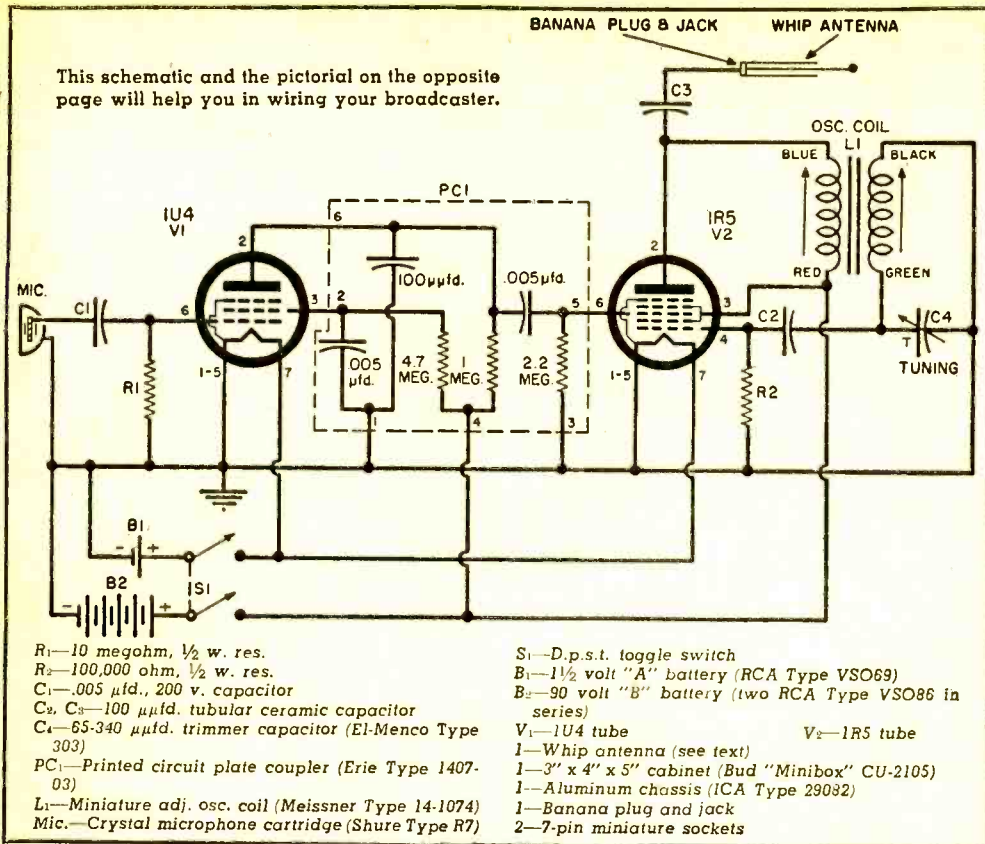 BANANA PLUG & JACK
WHIP ANTENNA
This schematic and the pictorial on the opposite
page will help you in wiring your broadcaster.
C3
OSC. COIL
L1
BLUE
BLACK
PC1
1U4
V1
6
1R5
V2
2
100µµfd.
2
RED
GREEN
MIC.
C1
6
3
2
.005µfd.
5
6
3
4
C2
C4
T
TUNING
.005
µfd.
4.7
MEG.
1
MEG.
2.2
MEG.
R1
1-5
7
1-5
7
R2
1
4
3
B1
- +
S1
B2
- +
R1—10 megohm, ½ w. res.
R2—100,000 ohm, ½ w. res.
C1—.005 µfd., 200 v. capacitor
C2, C3—100 µµfd. tubular ceramic capacitor
C4—65-340 µµfd. trimmer capacitor (El-Menco Type
303)
PC1—Printed circuit plate coupler (Erie Type 1407-
03)
L1—Miniature adj. osc. coil (Meissner Type 14-1074)
Mic.—Crystal microphone cartridge (Shure Type R7)
S1—D.p.s.t. toggle switch
B1—1½ volt "A" battery (RCA Type VSO69)
B2—90 volt "B" battery (two RCA Type VSO86 in
series)
V1—1U4 tube V2—1R5 tube
1—Whip antenna (see text)
1—3" x 4" x 5" cabinet (Bud "Minibox" CU-2105)
1—Aluminum chassis (ICA Type 29082)
1—Banana plug and jack
2—7-pin miniature sockets